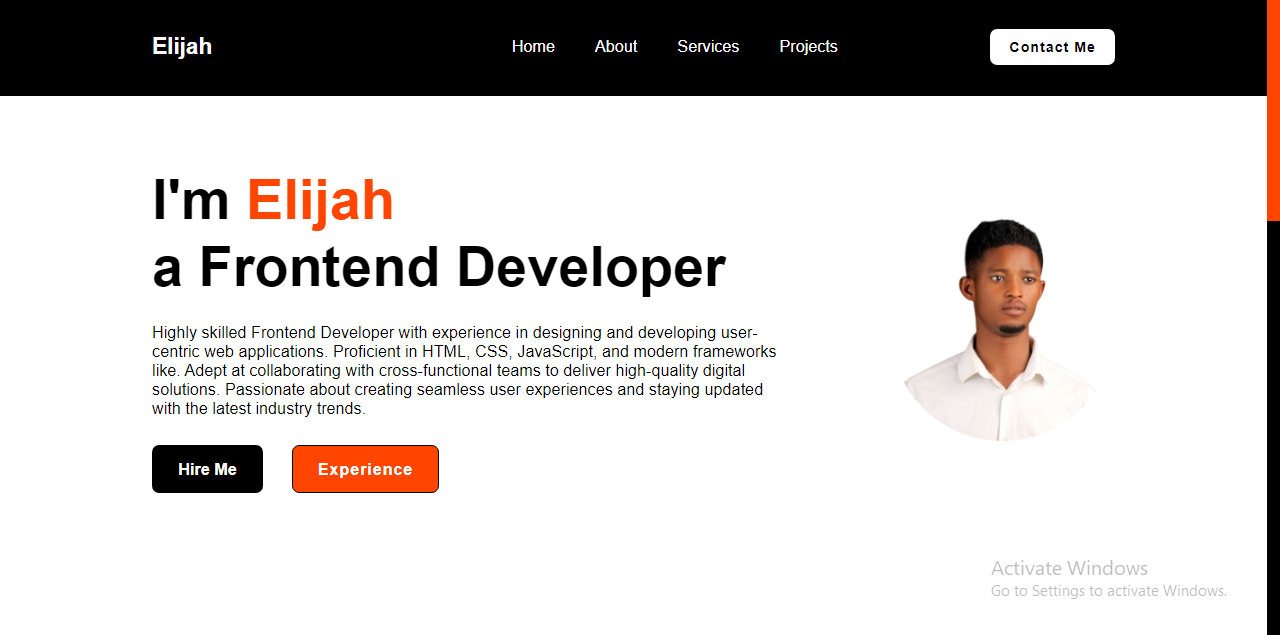 Elijah
Home About Services Projects
Contact Me
I'm Elijah
a Frontend Developer
Highly skilled Frontend Developer with experience in designing and developing user-
centric web applications. Proficient in HTML, CSS, JavaScript, and modern frameworks
like. Adept at collaborating with cross-functional teams to deliver high-quality digital
solutions. Passionate about creating seamless user experiences and staying updated
with the latest industry trends.
Hire Me
Experience
Activate Windows
Go to Settings to activate Windows.